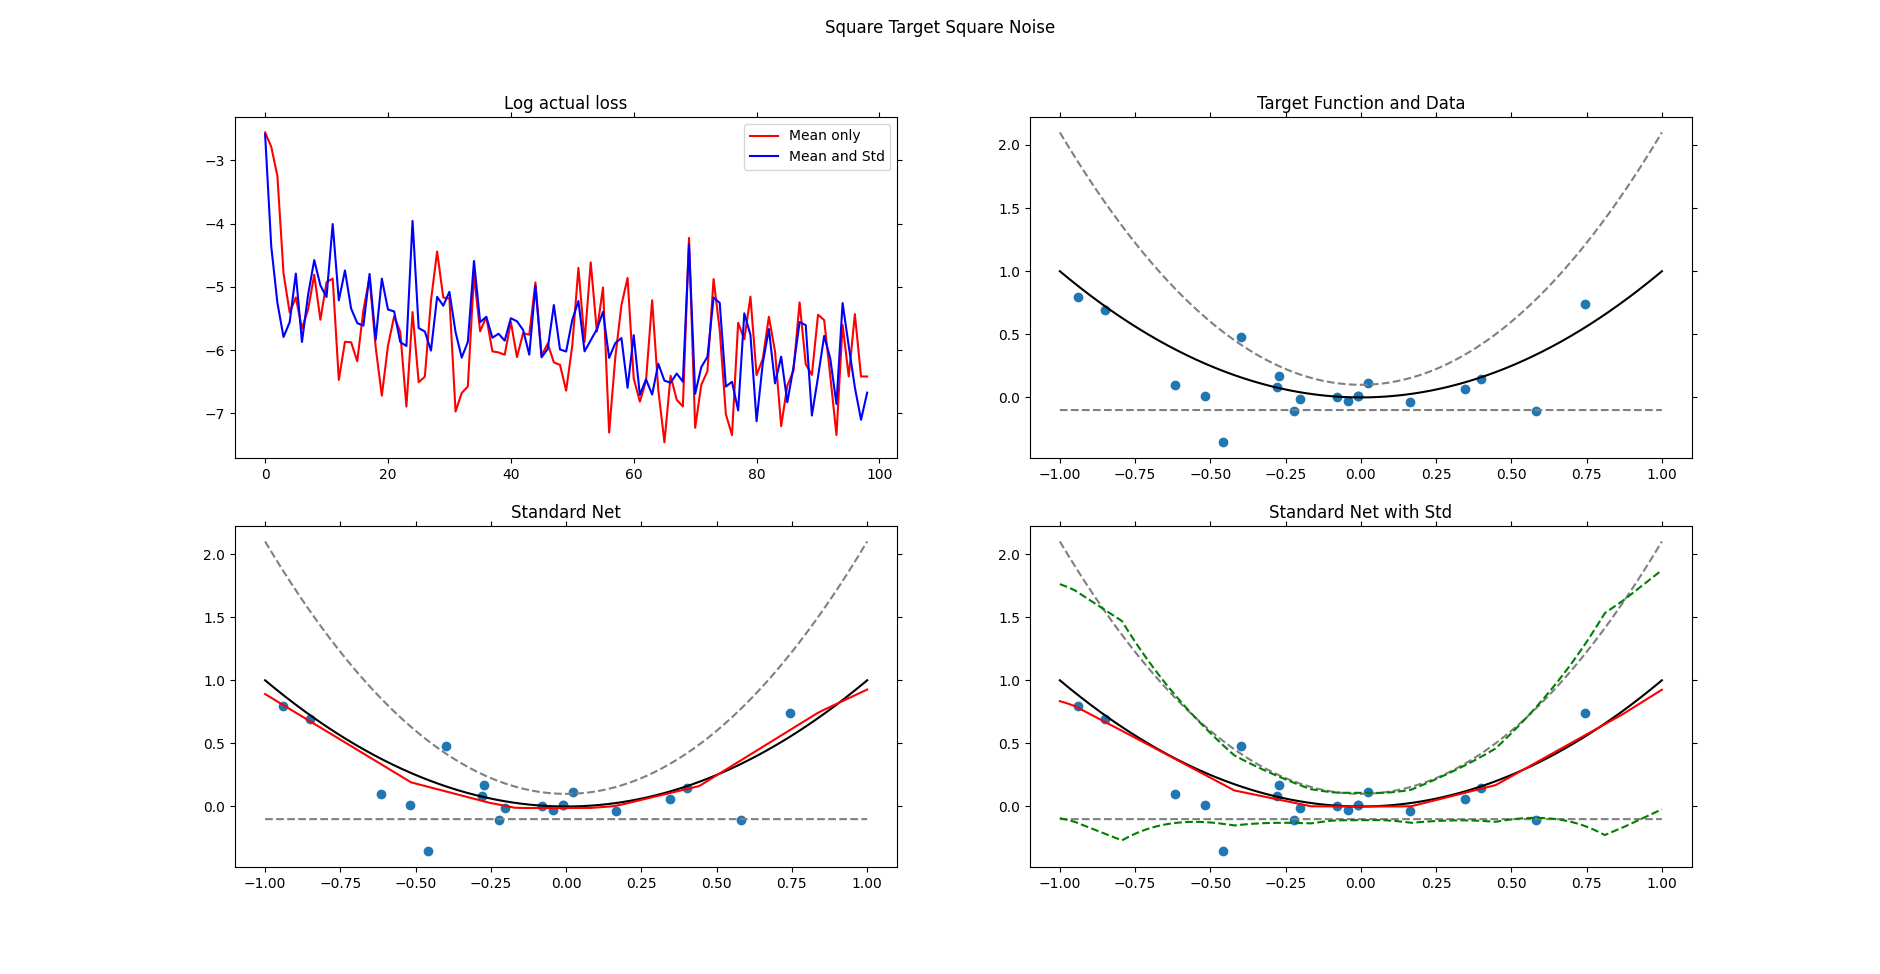 Square Target Square Noise
Log actual loss
Mean only
Mean and Std
−3
−4
−5
−6
−7
0 20 40 60 80 100
Target Function and Data
2.0
1.5
1.0
0.5
0.0
−1.00 −0.75 −0.50 −0.25 0.00 0.25 0.50 0.75 1.00
Standard Net
2.0
1.5
1.0
0.5
0.0
−1.00 −0.75 −0.50 −0.25 0.00 0.25 0.50 0.75 1.00
Standard Net with Std
2.0
1.5
1.0
0.5
0.0
−1.00 −0.75 −0.50 −0.25 0.00 0.25 0.50 0.75 1.00